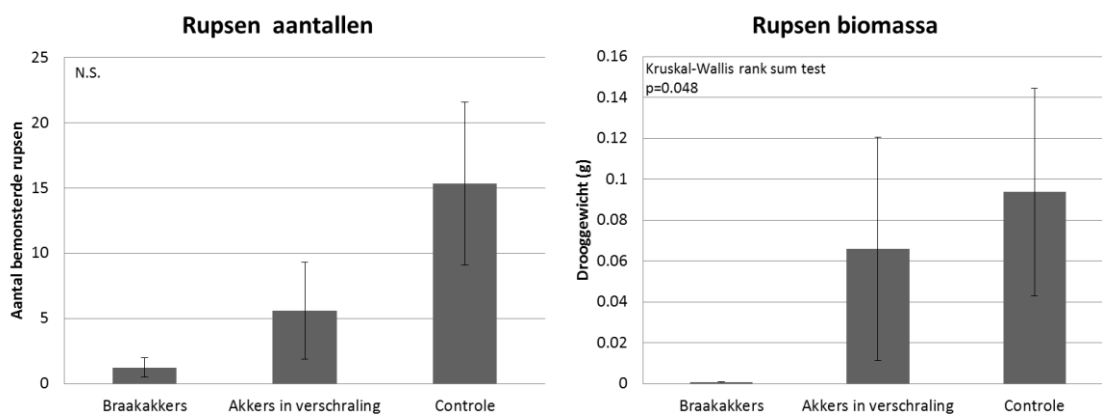 Rupsen aantallen
N.S.
Aantal bemonsterde rupsen
25
20
15
10
5
0
Braakakkers Akkers in verschraling Controle
Rupsen biomassa
Kruskal-Wallis rank sum test
p=0.048
Drooggewicht (g)
0.16
0.14
0.12
0.1
0.08
0.06
0.04
0.02
0
Braakakkers Akkers in verschraling Controle